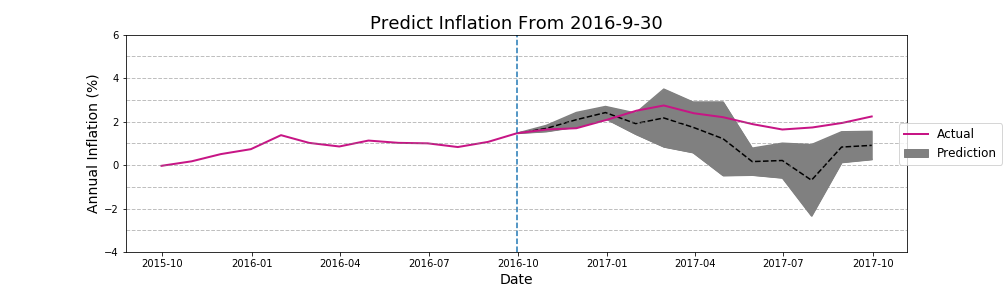 Predict Inflation From 2016-9-30
Annual Inflation (%)
6
4
2
0
−2
−4
2015-10 2016-01 2016-04 2016-07 2016-10 2017-01 2017-04 2017-07 2017-10
Date
Actual
Prediction